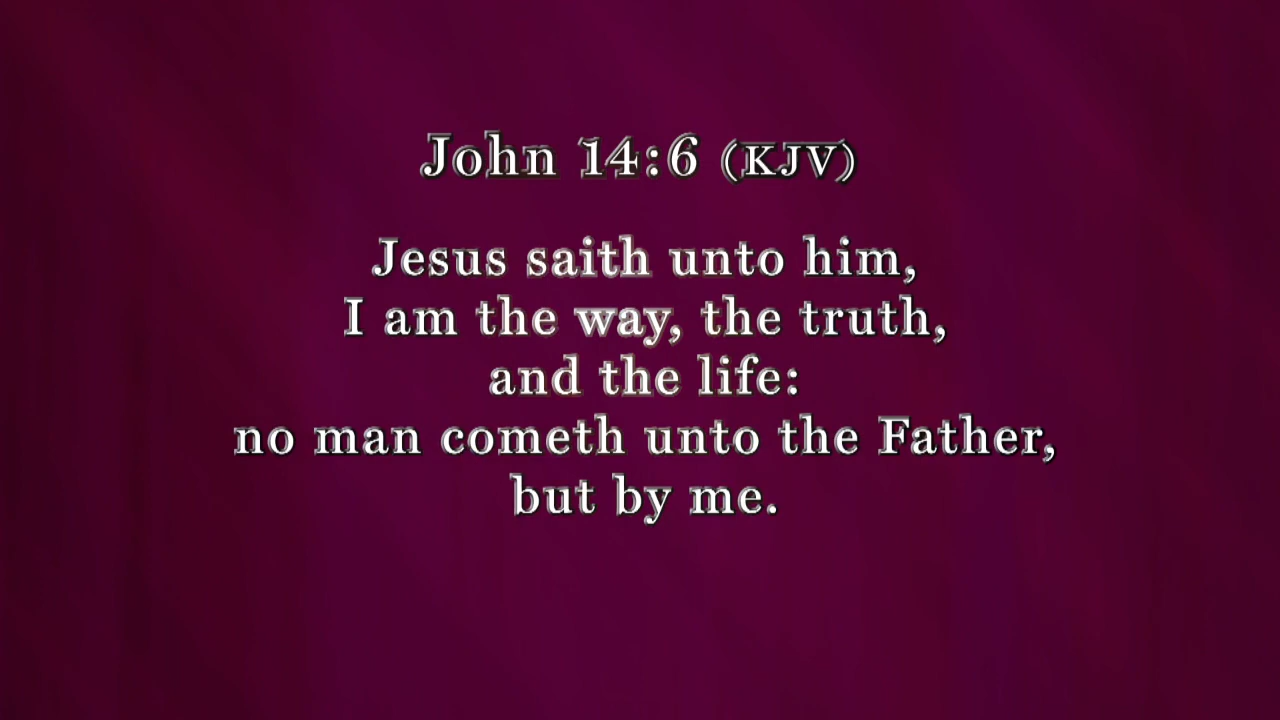 John 14:6 (KJV)
Jesus saith unto him,
I am the way, the truth,
and the life:
no man cometh unto the Father,
but by me.